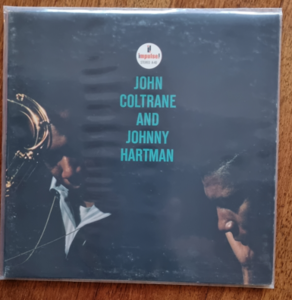 impulse!
JOHN
COLTRANE
AND
JOHNNY
HARTMAN